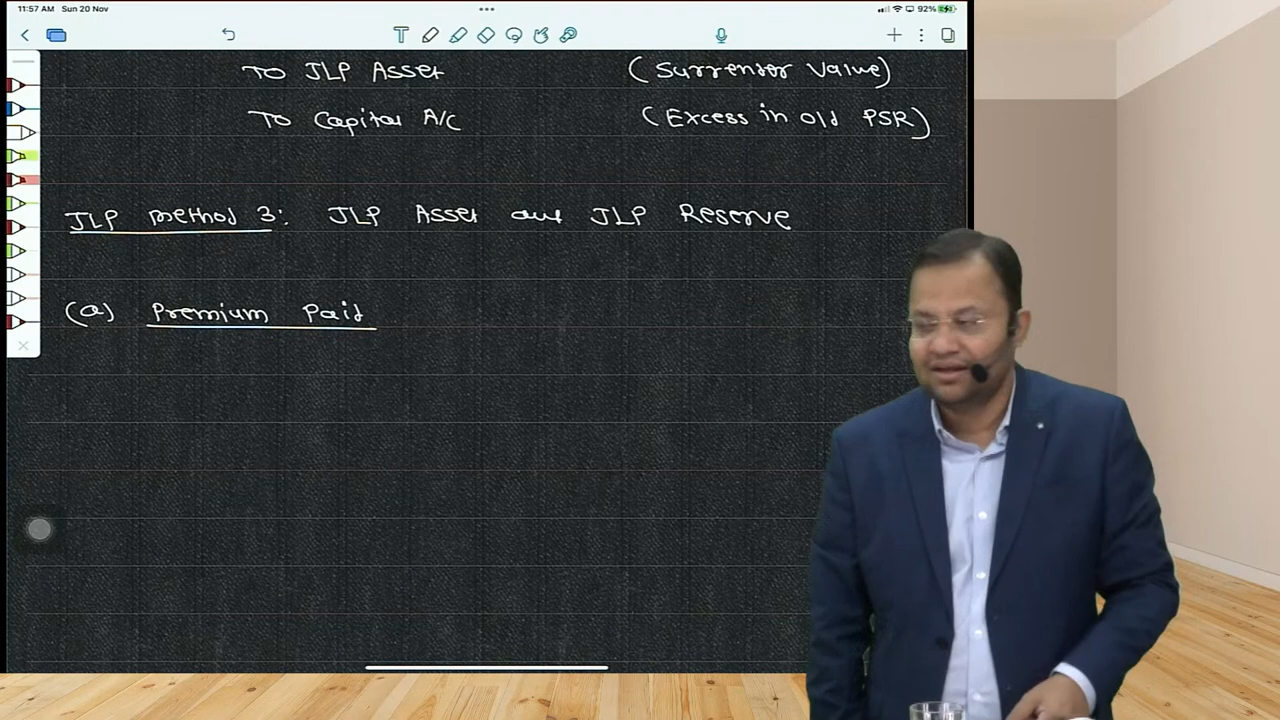 11:57 AM Sun 20 Nov
92%
To JLP Asset (Surrender Value)
To Capital A/C (Excess in Old PSR)
JLP method 3: JLP Asset and JLP Reserve
(a) Premium Paid